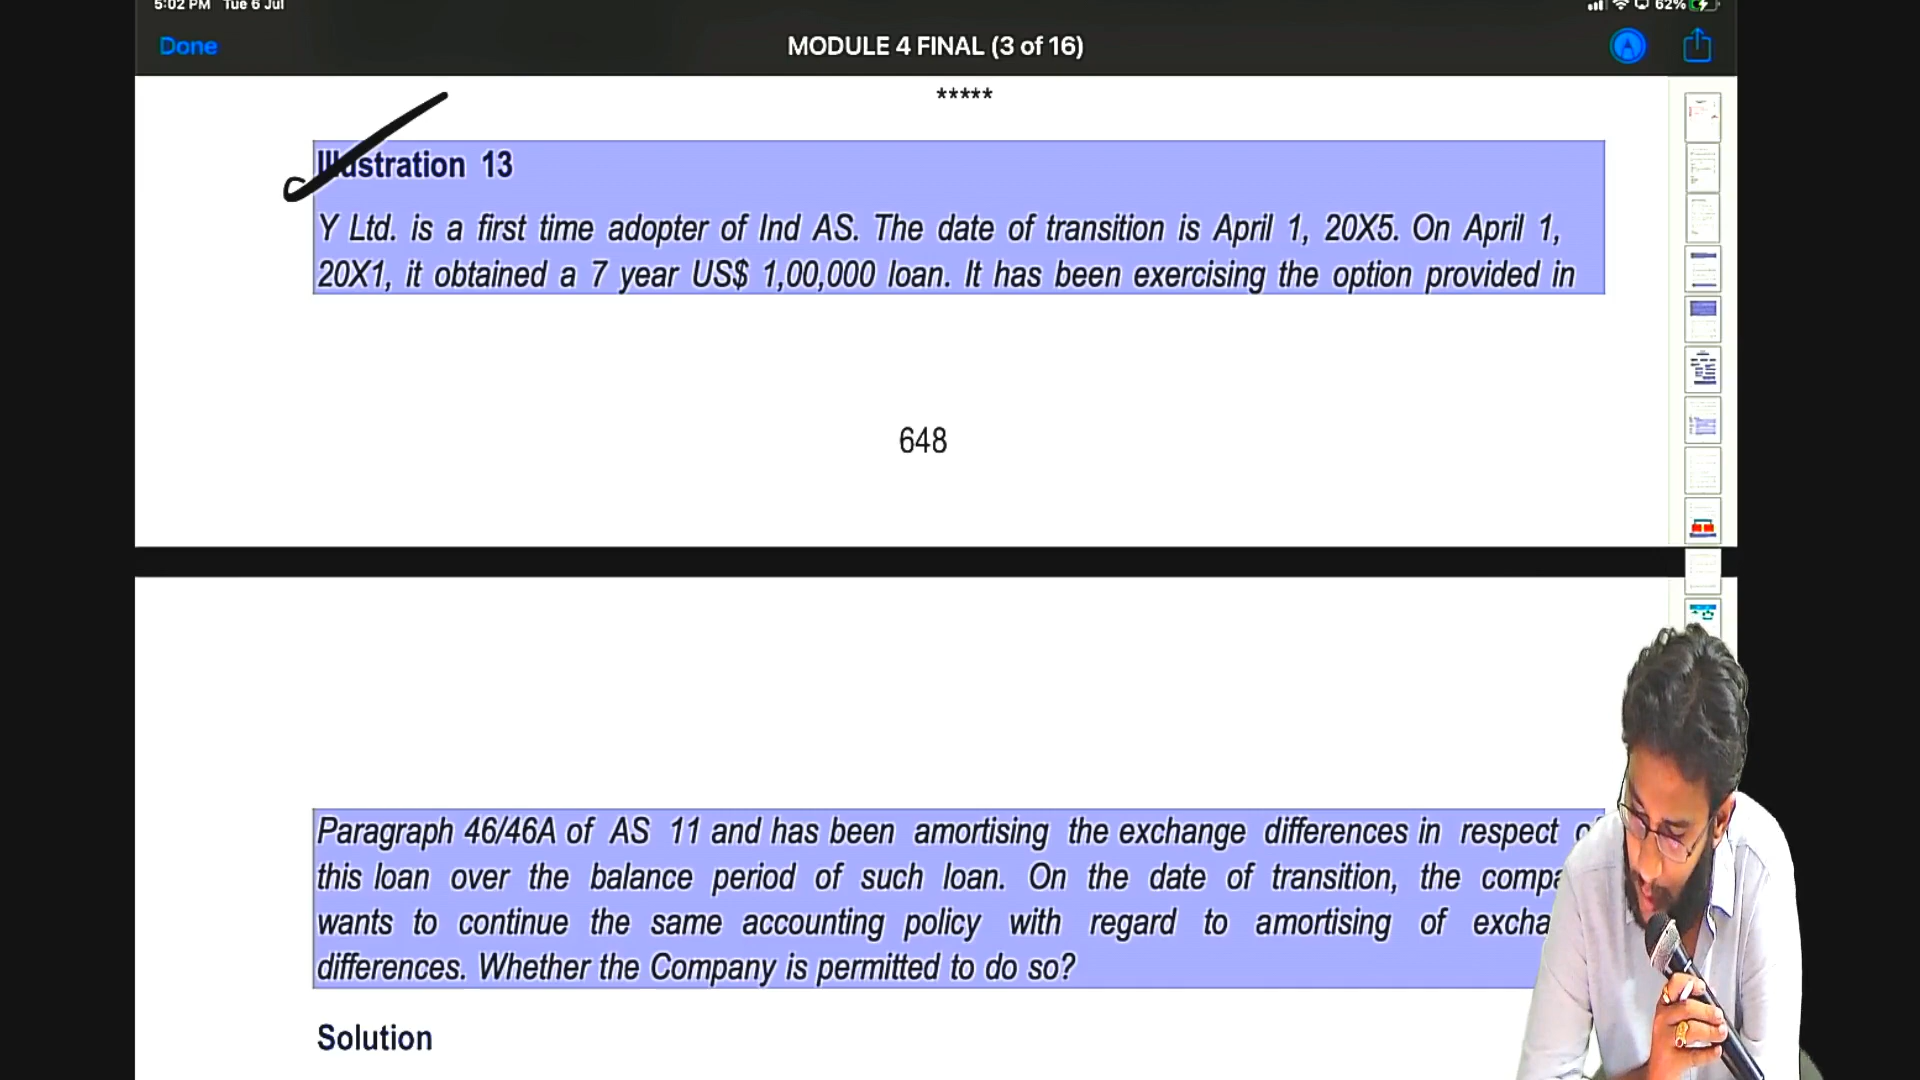 5:02 PM Tue 6 Jul
62%
Done
MODULE 4 FINAL (3 of 16)
*****
Illustration 13
Y Ltd. is a first time adopter of Ind AS. The date of transition is April 1, 20X5. On April 1,
20X1, it obtained a 7 year US$ 1,00,000 loan. It has been exercising the option provided in
648
Paragraph 46/46A of AS 11 and has been amortising the exchange differences in respect
this loan over the balance period of such loan. On the date of transition, the
wants to continue the same accounting policy with regard to amortising of
differences. Whether the Company is permitted to do so?
Solution